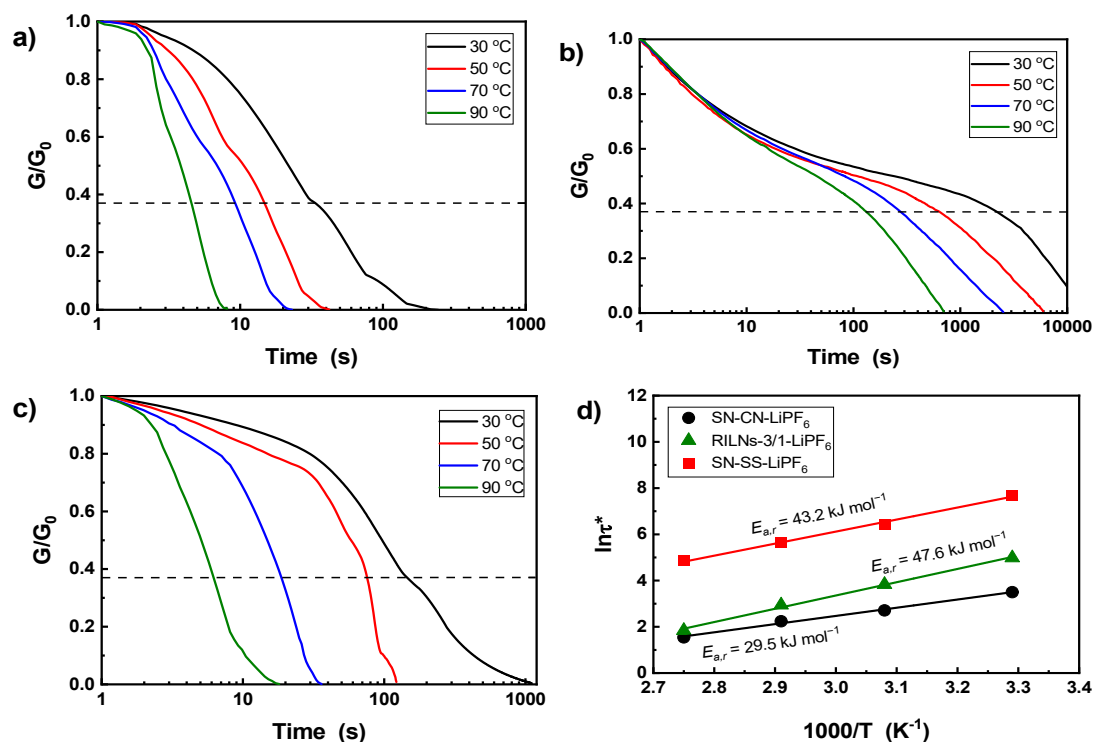 a)
G/G₀
1.0
0.8
0.6
0.4
0.2
0.0
30 °C
50 °C
70 °C
90 °C
1 10 100 1000
Time (s)
b)
G/G₀
1.0
0.8
0.6
0.4
0.2
0.0
30 °C
50 °C
70 °C
90 °C
1 10 100 1000 10000
Time (s)
c)
G/G₀
1.0
0.8
0.6
0.4
0.2
0.0
30 °C
50 °C
70 °C
90 °C
1 10 100 1000
Time (s)
d)
lnτ*
12
10
8
6
4
2
0
SN-CN-LiPF₆
RILNs-3/1-LiPF₆
SN-SS-LiPF₆
Eₐ,ᵣ = 43.2 kJ mol⁻¹
Eₐ,ᵣ = 47.6 kJ mol⁻¹
Eₐ,ᵣ = 29.5 kJ mol⁻¹
2.7 2.8 2.9 3.0 3.1 3.2 3.3 3.4
1000/T (K⁻¹)